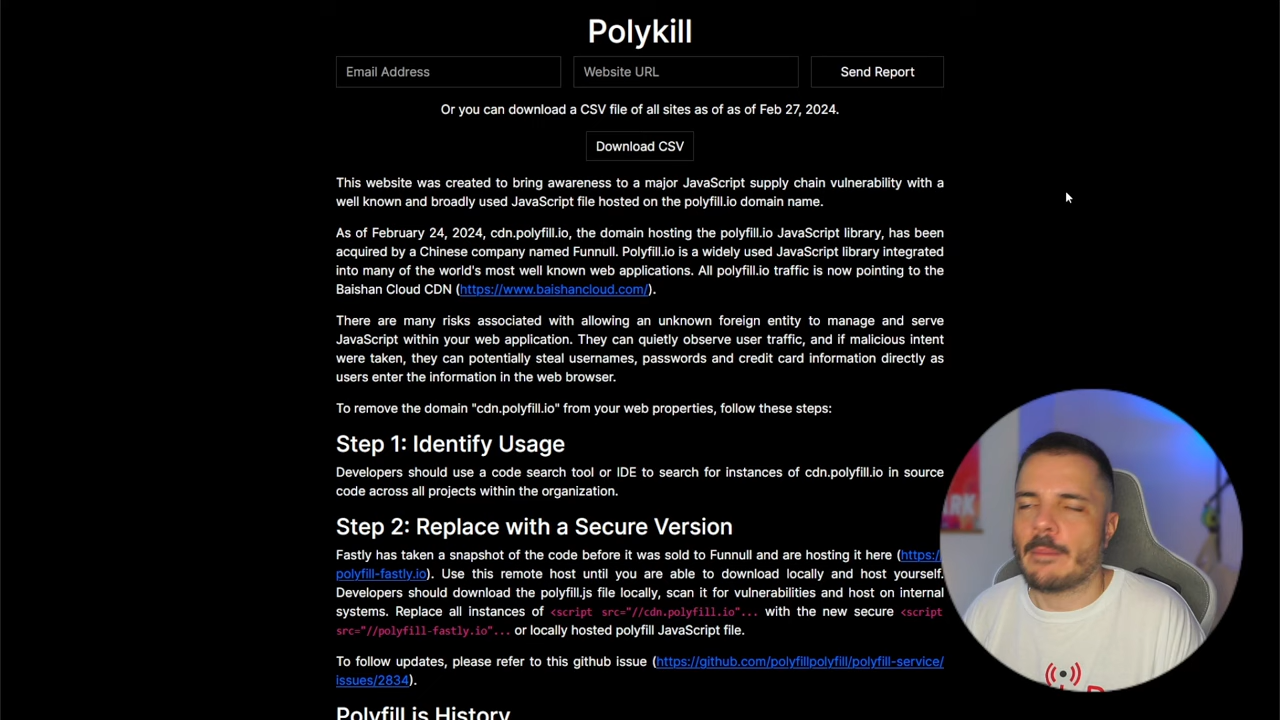 Polykill
Email Address
Website URL
Send Report
Or you can download a CSV file of all sites as of as of Feb 27, 2024.
Download CSV
This website was created to bring awareness to a major JavaScript supply chain vulnerability with a
well known and broadly used JavaScript file hosted on the polyfill.io domain name.
As of February 24, 2024, cdn.polyfill.io, the domain hosting the polyfill.io JavaScript library, has been
acquired by a Chinese company named Funnull. Polyfill.io is a widely used JavaScript library integrated
into many of the world's most well known web applications. All polyfill.io traffic is now pointing to the
Baishan Cloud CDN (https://www.baishancloud.com/).
There are many risks associated with allowing an unknown foreign entity to manage and serve
JavaScript within your web application. They can quietly observe user traffic, and if malicious intent
were taken, they can potentially steal usernames, passwords and credit card information directly as
users enter the information in the web browser.
To remove the domain "cdn.polyfill.io" from your web properties, follow these steps:
Step 1: Identify Usage
Developers should use a code search tool or IDE to search for instances of cdn.polyfill.io in source
code across all projects within the organization.
Step 2: Replace with a Secure Version
Fastly has taken a snapshot of the code before it was sold to Funnull and are hosting it here (https:/
polyfill-fastly.io). Use this remote host until you are able to download locally and host yourself.
Developers should download the polyfill.js file locally, scan it for vulnerabilities and host on internal
systems. Replace all instances of <script src="//cdn.polyfill.io"... with the new secure <script
src="//polyfill-fastly.io"... or locally hosted polyfill JavaScript file.
To follow updates, please refer to this github issue (https://github.com/polyfillpolyfill/polyfill-service/
issues/2834).
Polyfill is History